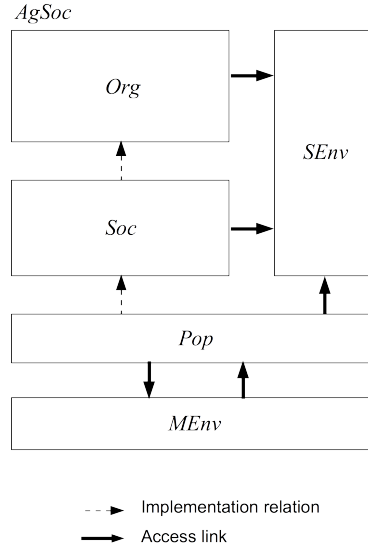 AgSoc
Org
SEnv
Soc
Pop
MEnv
Implementation relation
Access link